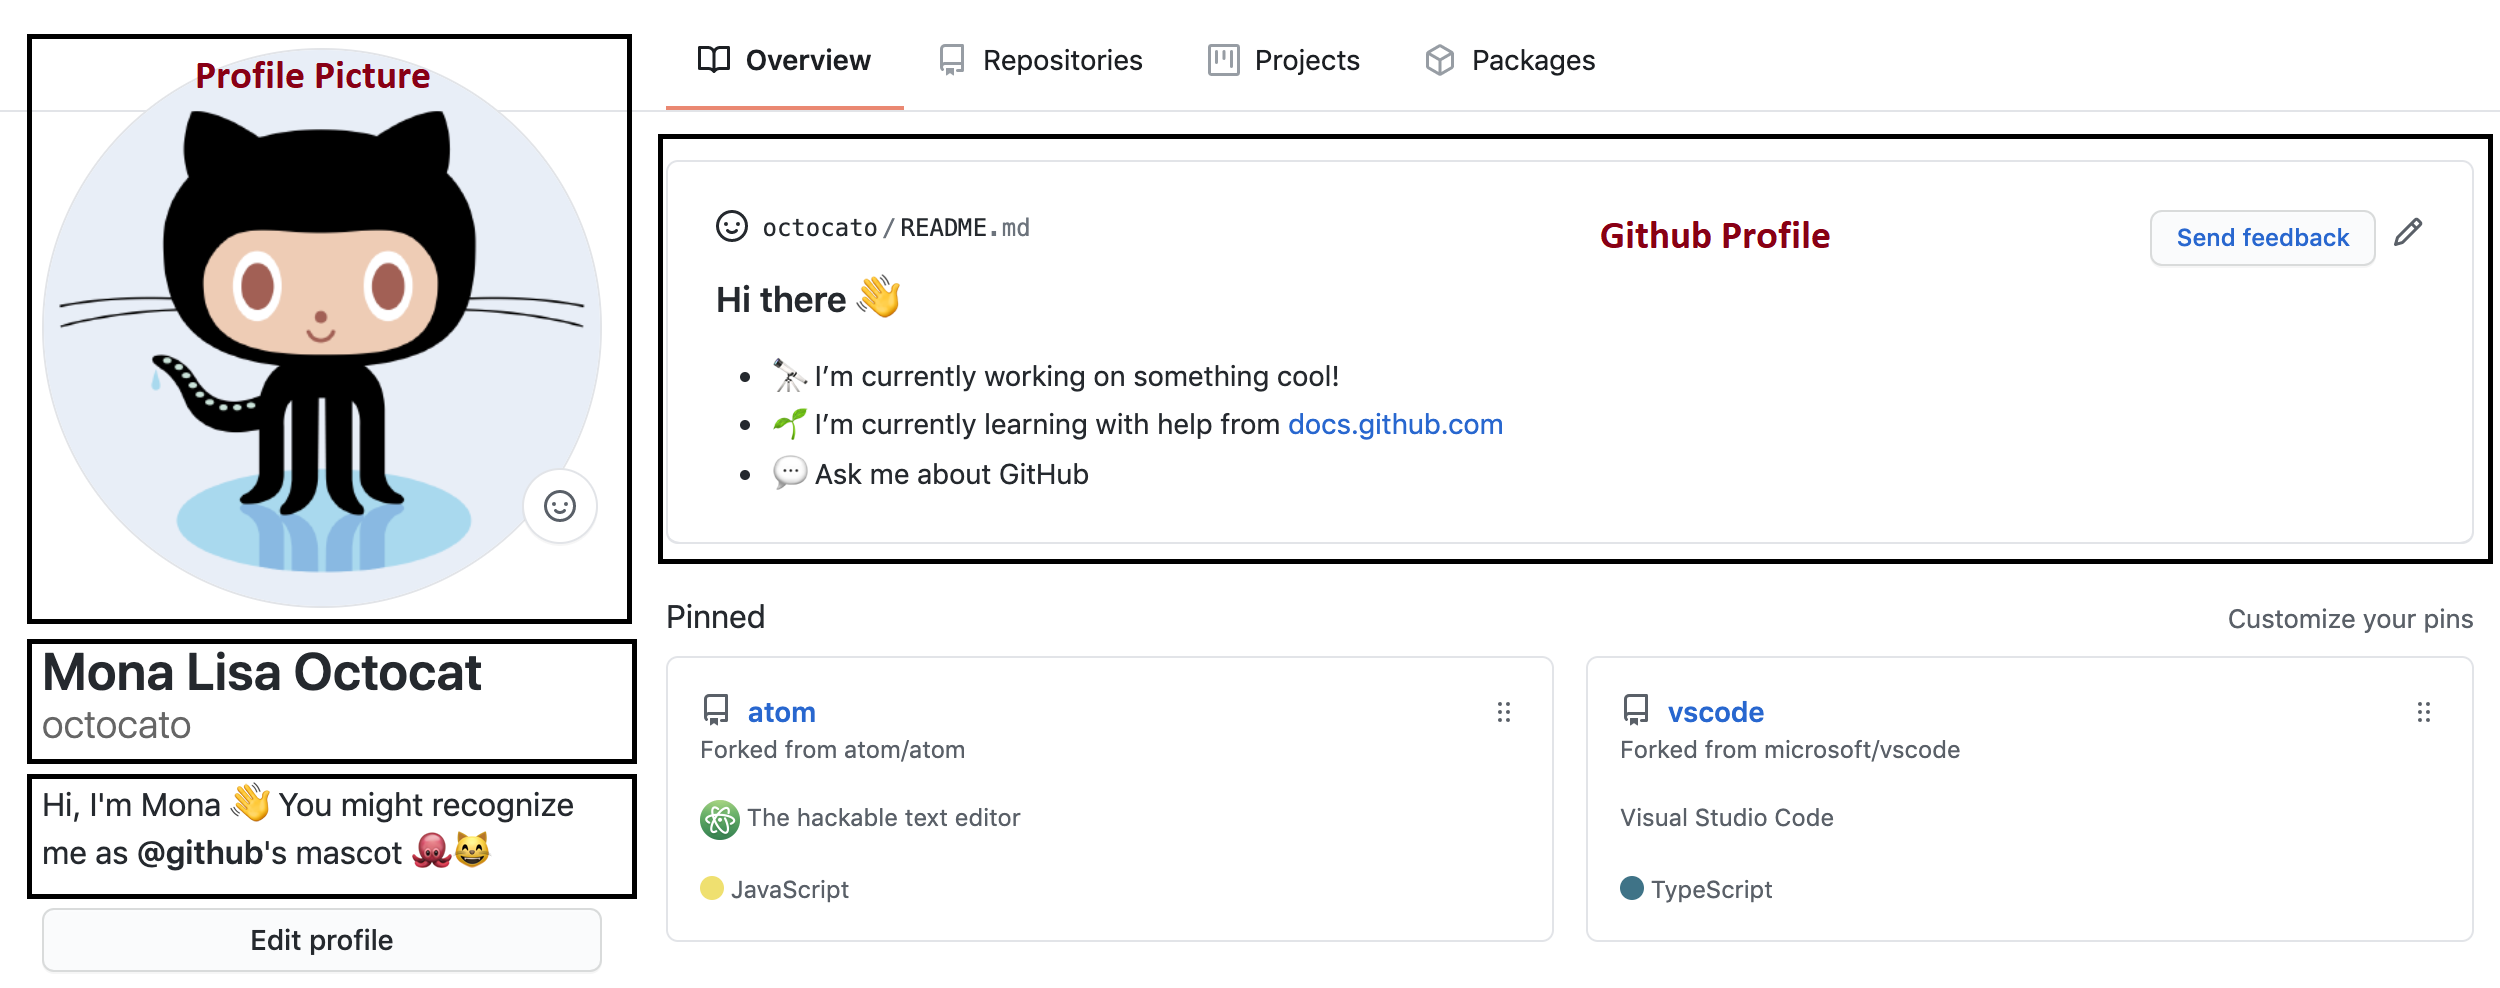 Profile Picture
Mona Lisa Octocat
octocato
Hi, I'm Mona 👋 You might recognize
me as @github's mascot 🐙😸
Edit profile
Overview Repositories Projects Packages
octocato/README.md
Github Profile
Send feedback
Hi there 👋
• 🔭 I’m currently working on something cool!
• 🌱 I’m currently learning with help from docs.github.com
• 💬 Ask me about GitHub
Pinned
Customize your pins
atom
Forked from atom/atom
The hackable text editor
JavaScript
vscode
Forked from microsoft/vscode
Visual Studio Code
TypeScript